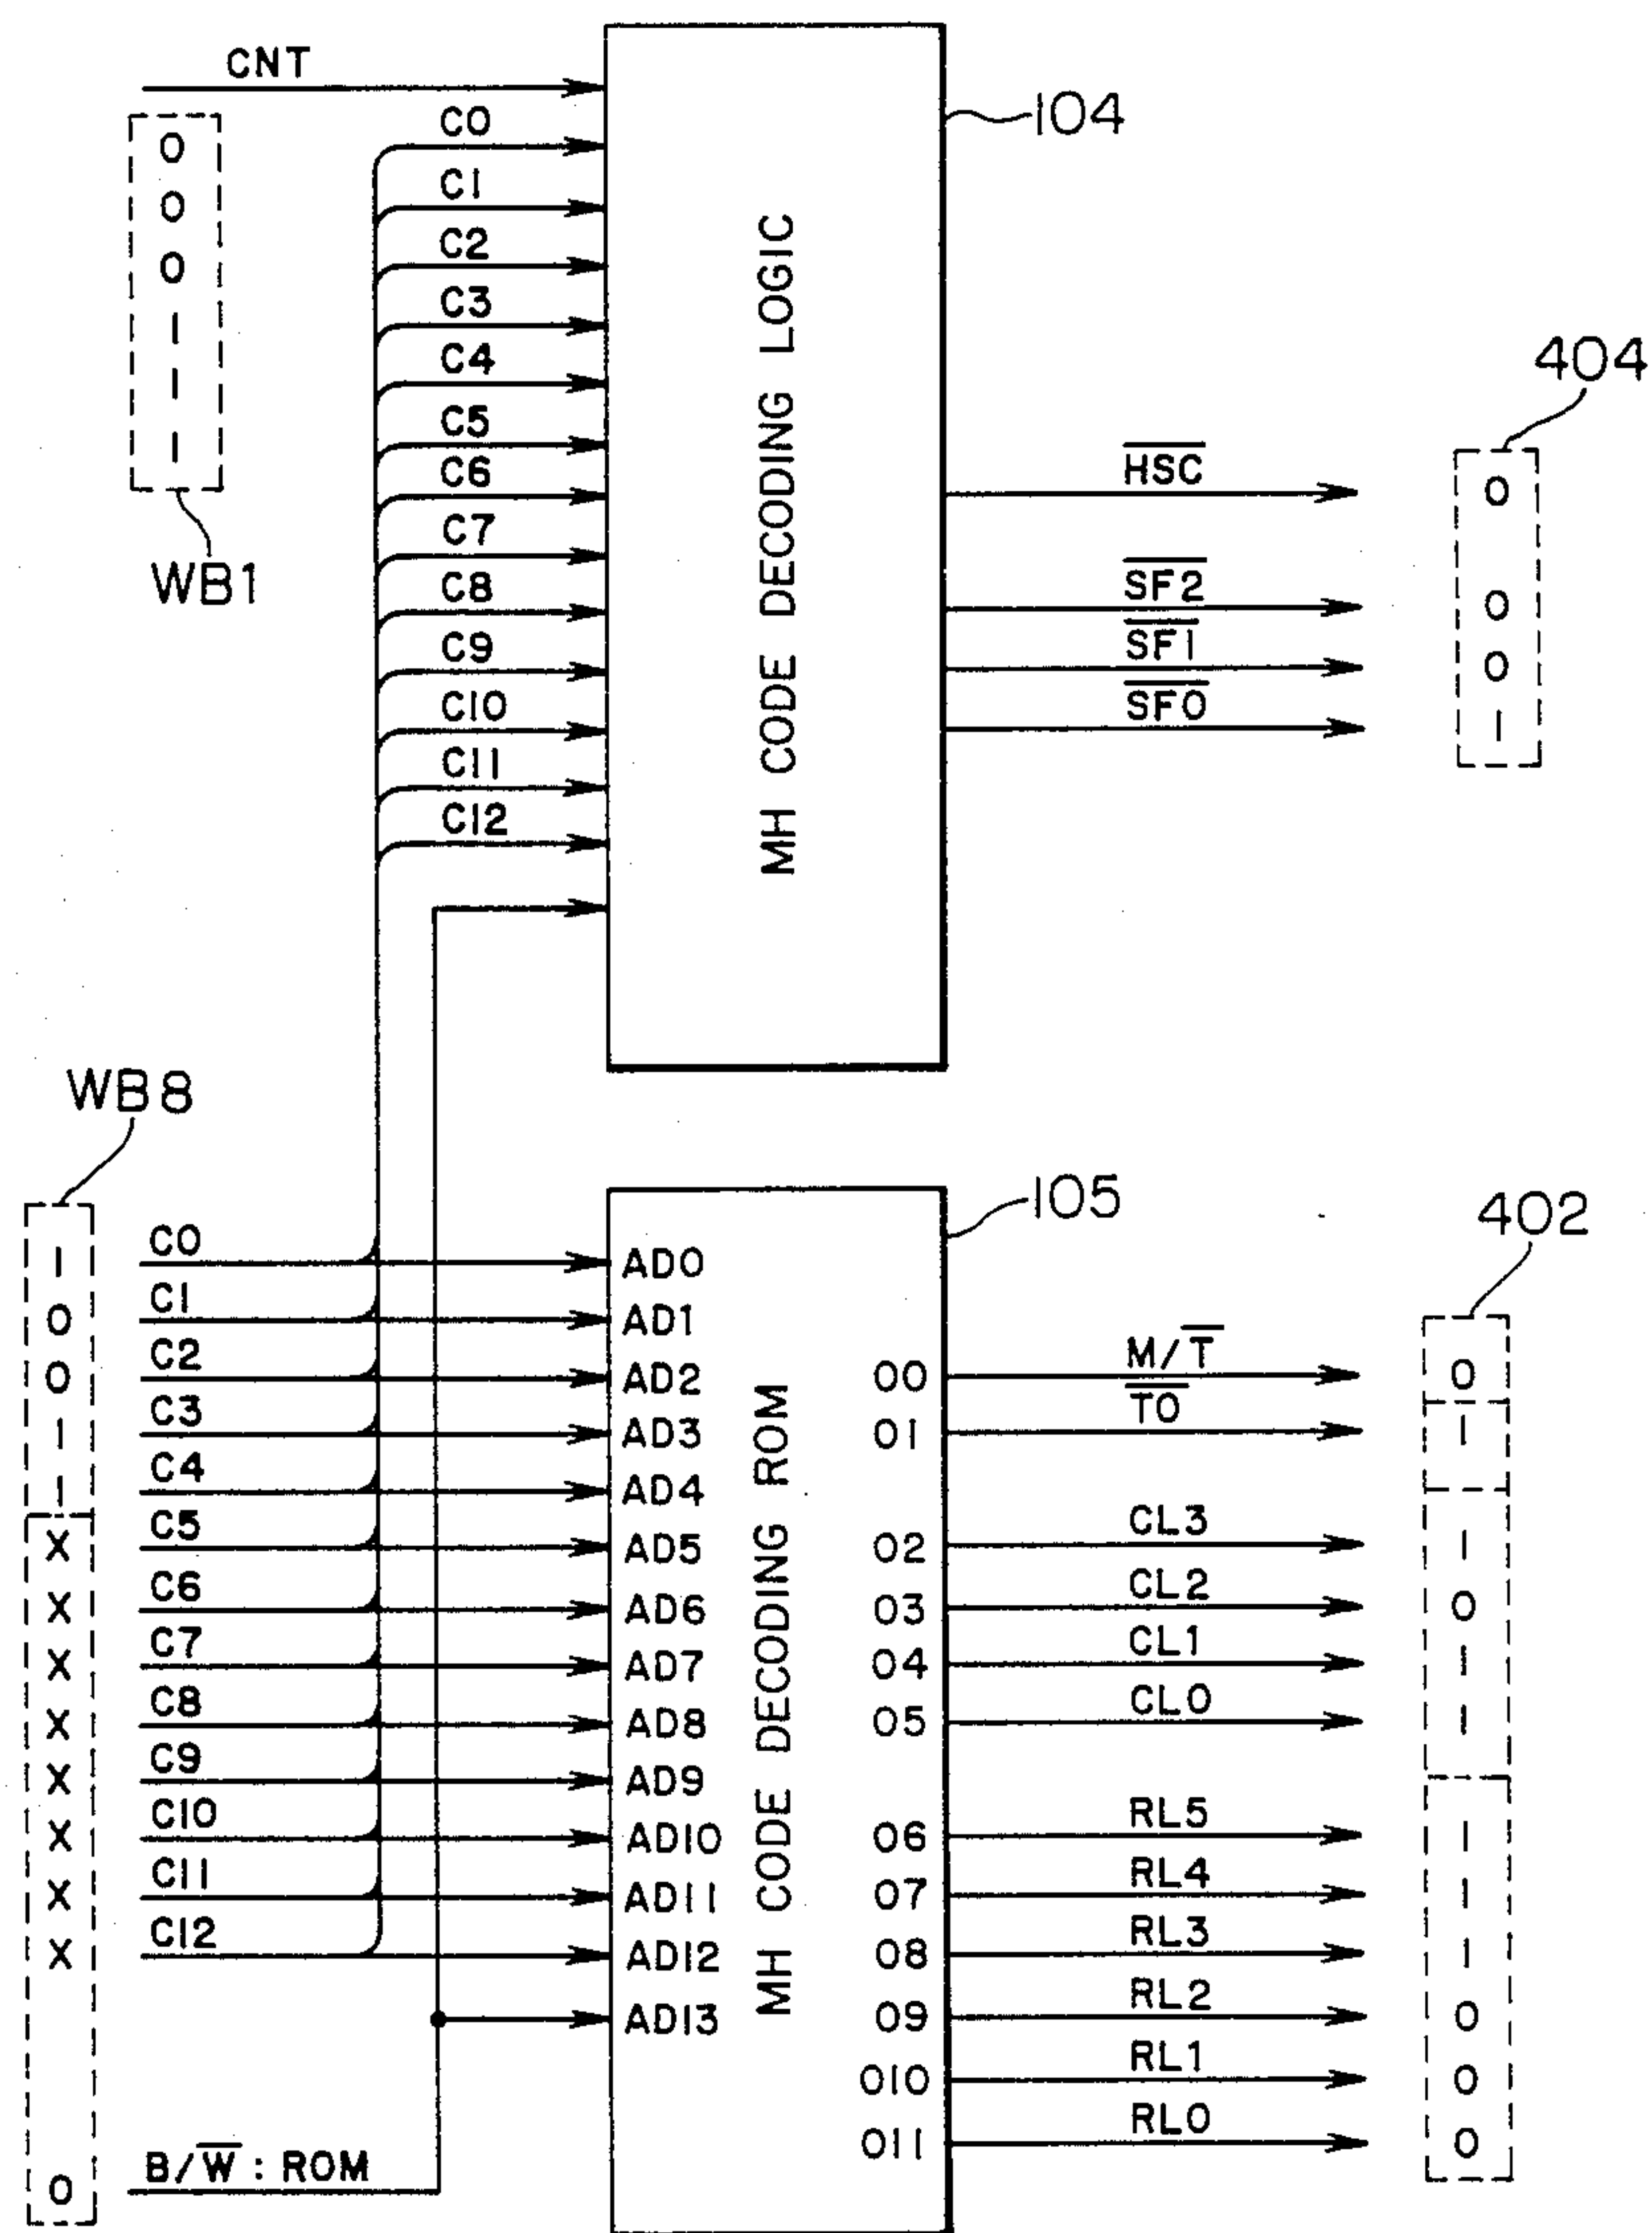 CNT
C0
C1
C2
C3
C4
C5
C6
C7
C8
C9
C10
C11
C12
0
0
0
1
1
1
WB1
MH CODE DECODING LOGIC
104
HSC
SF2
SF1
SF0
404
0
0
0
1
WB8
1
0
0
1
1
X
X
X
X
X
X
X
X
0
C0
C1
C2
C3
C4
C5
C6
C7
C8
C9
C10
C11
C12
B/W : ROM
AD0
AD1
AD2
AD3
AD4
AD5
AD6
AD7
AD8
AD9
AD10
AD11
AD12
AD13
MH CODE DECODING ROM
105
O0
O1
O2
O3
O4
O5
O6
O7
O8
O9
O10
O11
M/T
TO
CL3
CL2
CL1
CL0
RL5
RL4
RL3
RL2
RL1
RL0
402
0
1
1
0
1
1
1
1
1
0
0
0